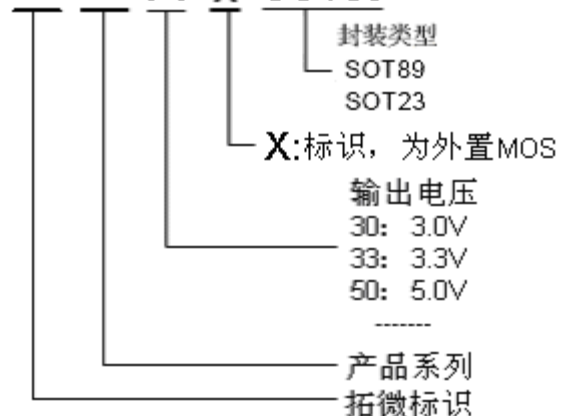 封装类型
SOT89
SOT23
X:标识，为外置MOS
输出电压
30: 3.0V
33: 3.3V
50: 5.0V
-------
产品系列
拓微标识